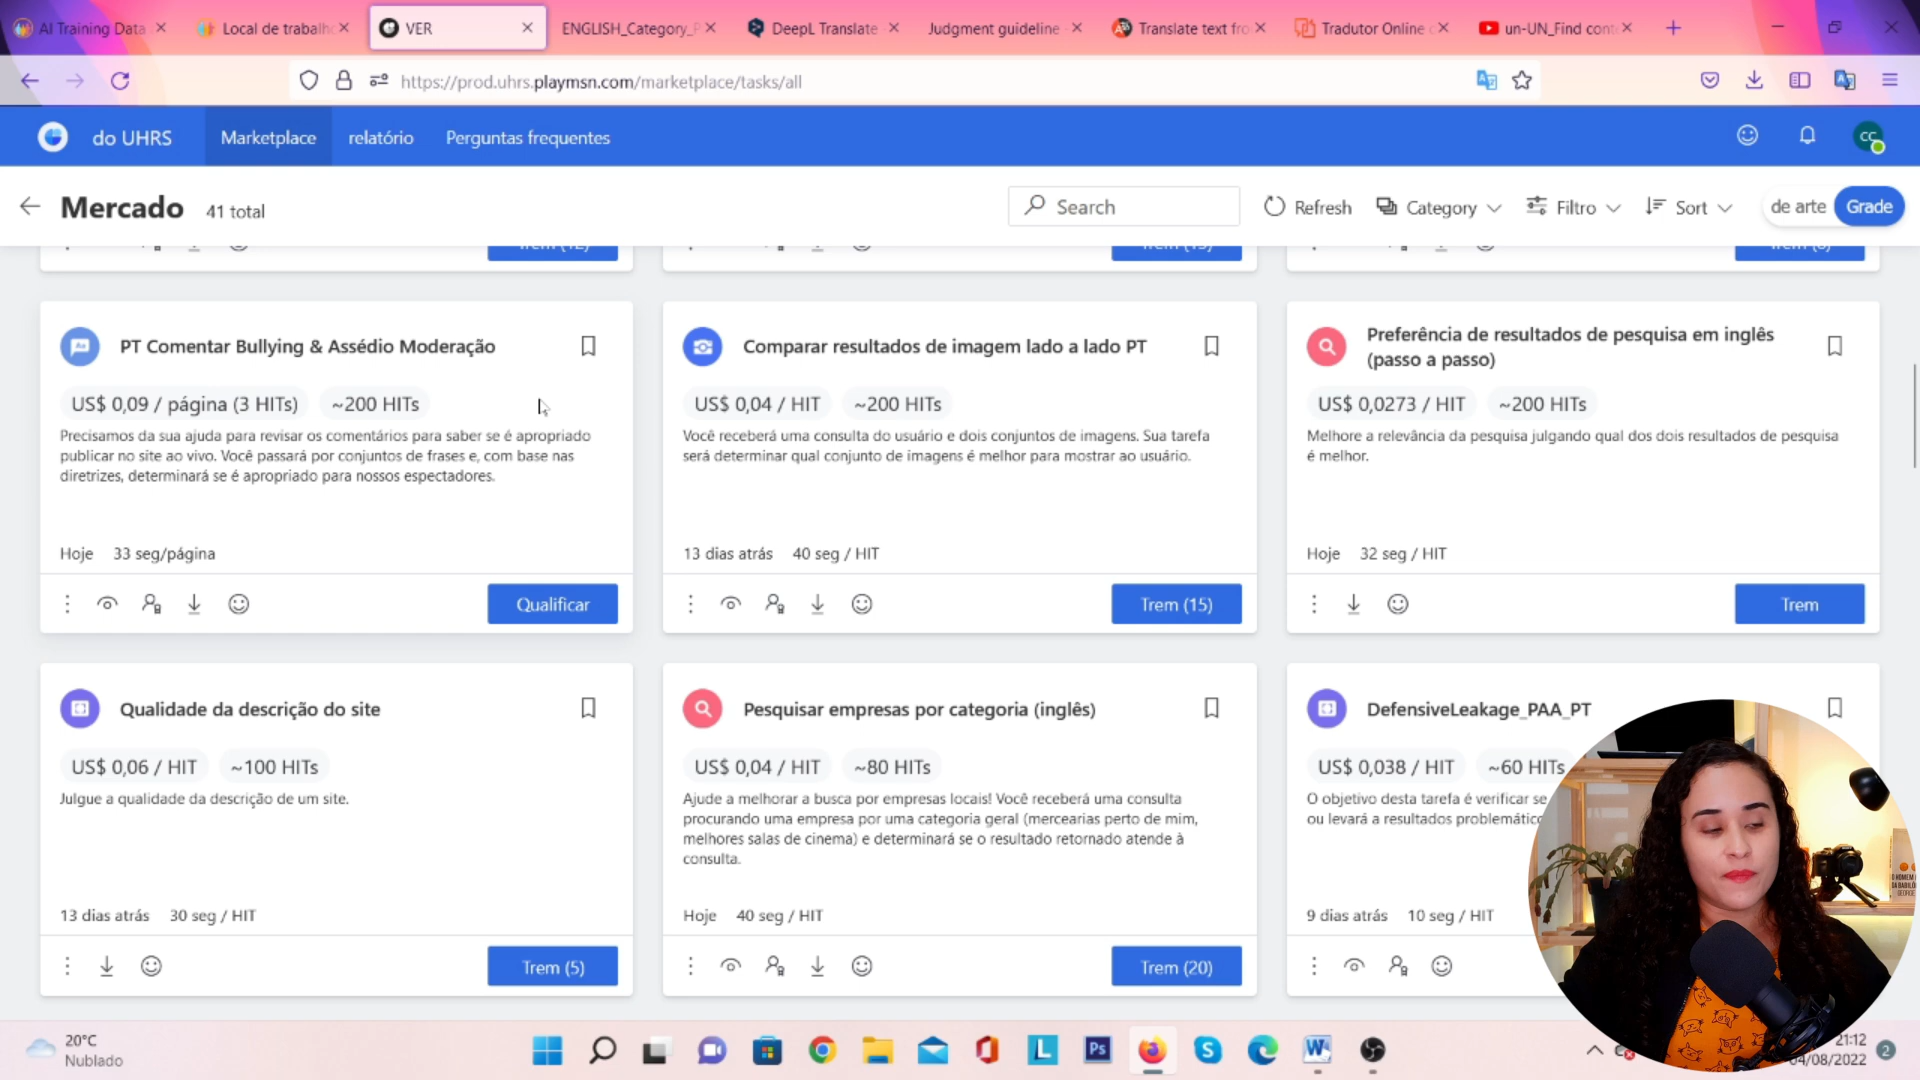 AI Training Data
Local de trabalho
VER
ENGLISH_Category_P
DeepL Translate
Judgment guideline
Translate text fro
Tradutor Online
un-UN_Find cont
https://prod.uhrs.playmsn.com/marketplace/tasks/all
do UHRS
Marketplace
relatório
Perguntas frequentes
CC
Mercado
41 total
Search
Refresh
Category
Filtro
Sort
de arte
Grade
PT Comentar Bullying & Assédio Moderação
US$ 0,09 / página (3 HITs)
~200 HITs
Precisamos da sua ajuda para revisar os comentários para saber se é apropriado
publicar no site ao vivo. Você passará por conjuntos de frases e, com base nas
diretrizes, determinará se é apropriado para nossos espectadores.
Hoje
33 seg/página
Qualificar
Comparar resultados de imagem lado a lado PT
US$ 0,04 / HIT
~200 HITs
Você receberá uma consulta do usuário e dois conjuntos de imagens. Sua tarefa
será determinar qual conjunto de imagens é melhor para mostrar ao usuário.
13 dias atrás
40 seg / HIT
Trem (15)
Preferência de resultados de pesquisa em inglês
(passo a passo)
US$ 0,0273 / HIT
~200 HITs
Melhore a relevância da pesquisa julgando qual dos dois resultados de pesquisa
é melhor.
Hoje
32 seg / HIT
Trem
Qualidade da descrição do site
US$ 0,06 / HIT
~100 HITs
Julgue a qualidade da descrição de um site.
13 dias atrás
30 seg / HIT
Trem (5)
Pesquisar empresas por categoria (inglês)
US$ 0,04 / HIT
~80 HITs
Ajude a melhorar a busca por empresas locais! Você receberá uma consulta
procurando uma empresa por uma categoria geral (mercearias perto de mim,
melhores salas de cinema) e determinará se o resultado retornado atende à
consulta.
Hoje
40 seg / HIT
Trem (20)
DefensiveLeakage_PAA_PT
US$ 0,038 / HIT
~60 HITs
O objetivo desta tarefa é verificar se
ou levará a resultados
9 dias atrás
10 seg / HIT
20°C
Nublado
Ps
21:12
04/08/2022
2